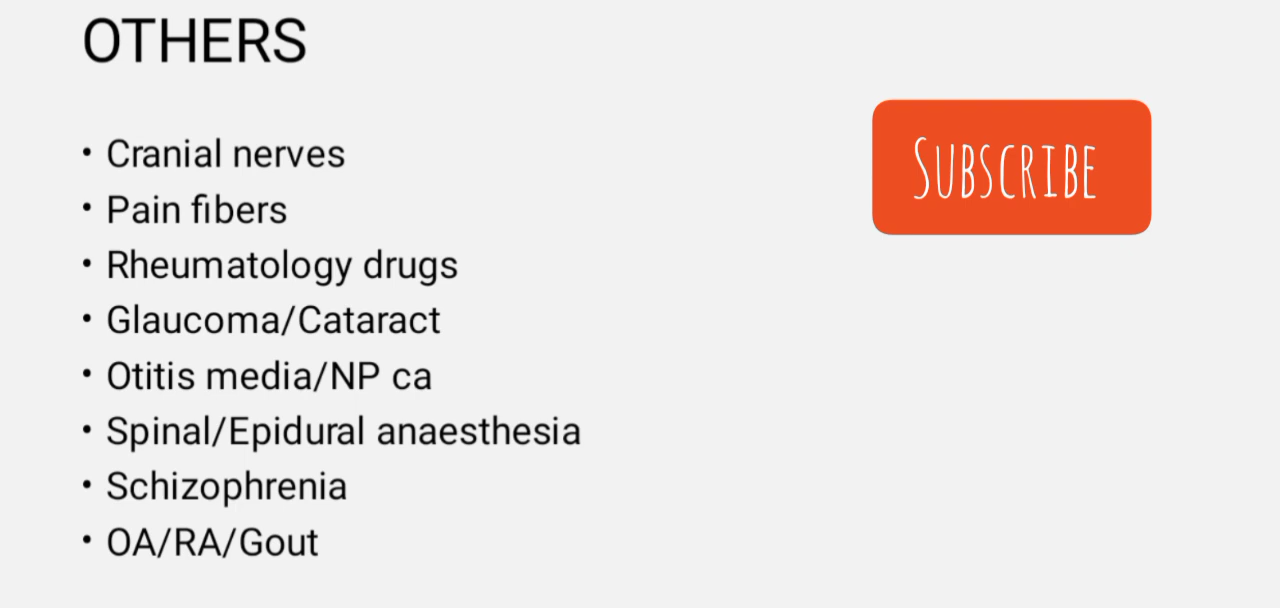 OTHERS
• Cranial nerves
• Pain fibers
• Rheumatology drugs
• Glaucoma/Cataract
• Otitis media/NP ca
• Spinal/Epidural anaesthesia
• Schizophrenia
• OA/RA/Gout
SUBSCRIBE